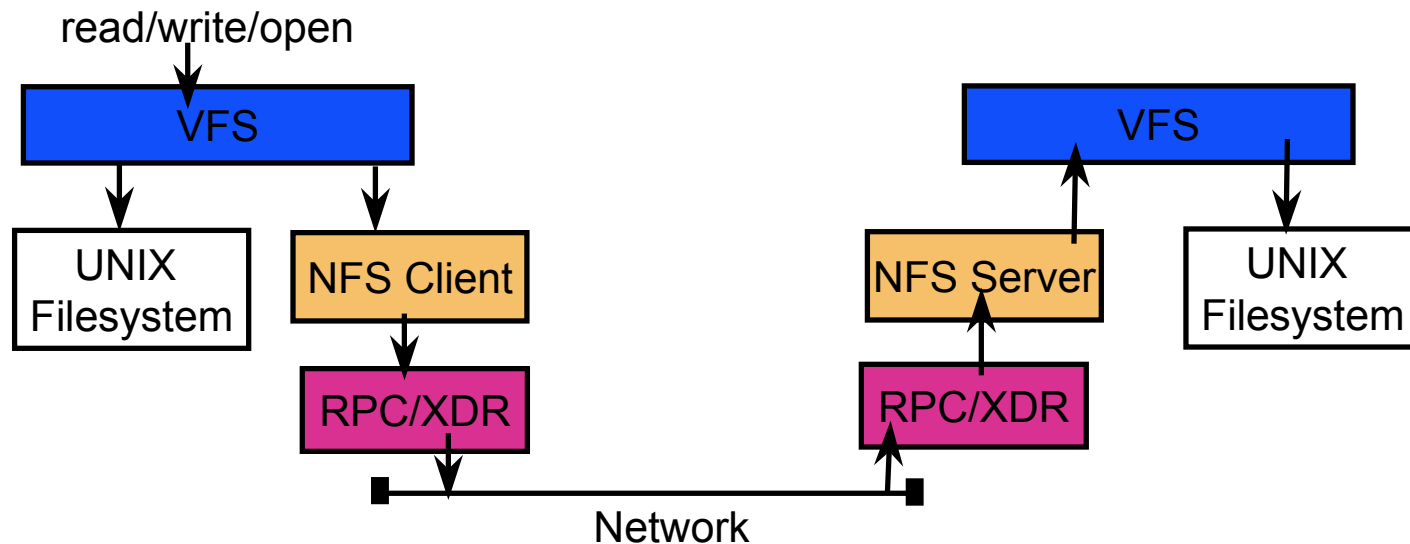 read/write/open
VFS
VFS
UNIX
Filesystem
NFS Client
NFS Server
UNIX
Filesystem
RPC/XDR
RPC/XDR
Network